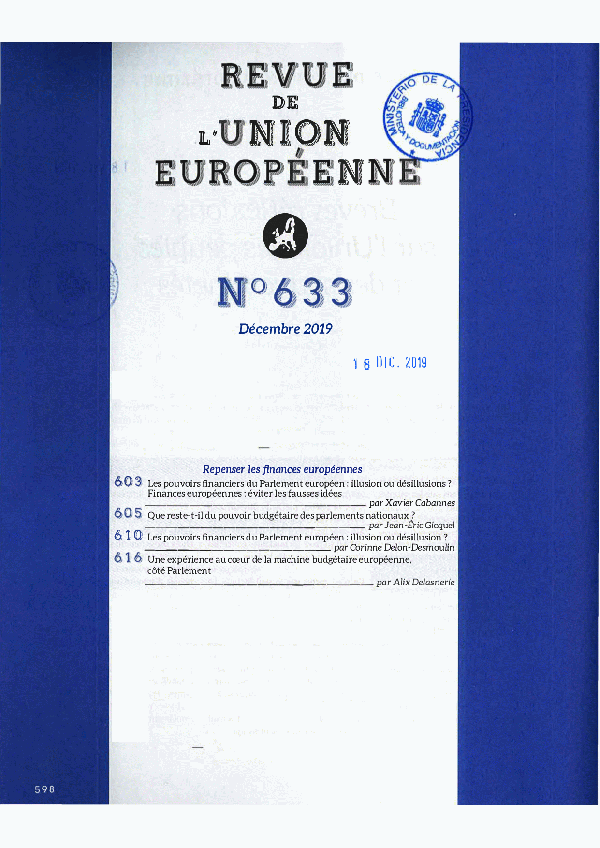 REVUE
DE
L'UNION
EUROPÉENNE
MINISTERIO DE LA PRESIDENCIA
BIBLIOTECA Y DOCUMENTACIÓN
N° 633
Décembre 2019
18 DIC. 2019
Repenser les finances européennes
603 Les pouvoirs financiers du Parlement européen : illusion ou désillusions ?
Finances européennes : éviter les fausses idées
par Xavier Cabannes
605 Que reste-t-il du pouvoir budgétaire des parlements nationaux ?
par Jean-Éric Gicquel
610 Les pouvoirs financiers du Parlement européen : illusion ou désillusion ?
par Corinne Delon-Desmoulin
616 Une expérience au cœur de la machine budgétaire européenne,
côté Parlement
par Alix Delasnerie
598